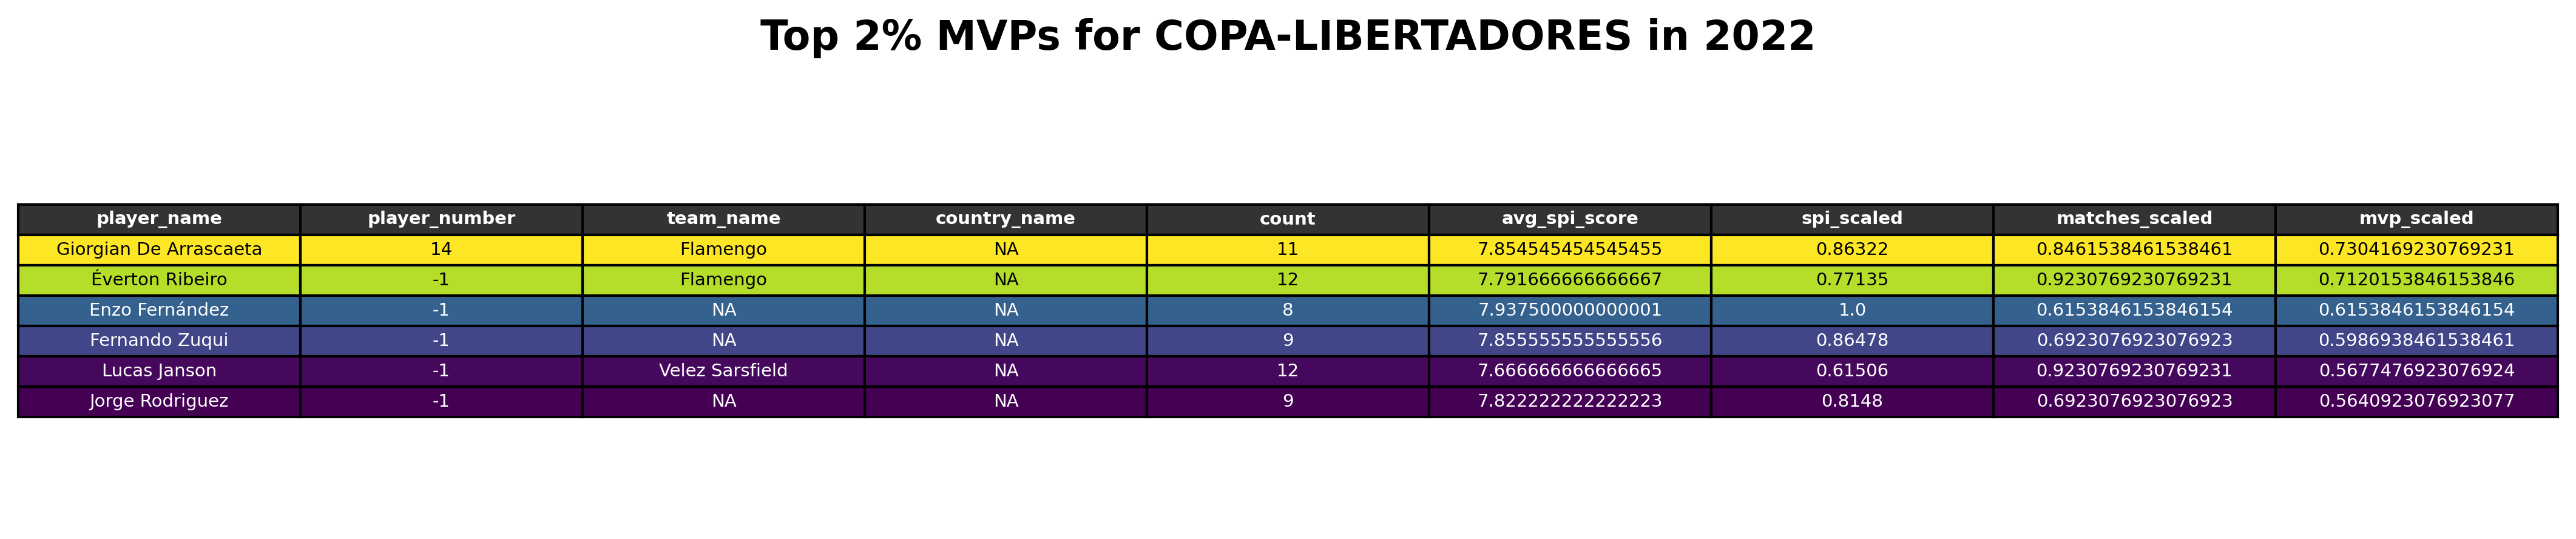 Top 2% MVPs for COPA-LIBERTADORES in 2022
player_name player_number team_name country_name count avg_spi_score spi_scaled matches_scaled mvp_scaled
Giorgian De Arrascaeta 14 Flamengo NA 11 7.854545454545455 0.86322 0.8461538461538461 0.7304169230769231
Éverton Ribeiro -1 Flamengo NA 12 7.791666666666667 0.77135 0.9230769230769231 0.7120153846153846
Enzo Fernández -1 NA NA 8 7.937500000000001 1.0 0.6153846153846154 0.6153846153846154
Fernando Zuqui -1 NA NA 9 7.855555555555556 0.86478 0.6923076923076923 0.5986938461538461
Lucas Janson -1 Velez Sarsfield NA 12 7.666666666666665 0.61506 0.9230769230769231 0.5677476923076924
Jorge Rodriguez -1 NA NA 9 7.822222222222223 0.8148 0.6923076923076923 0.5640923076923077